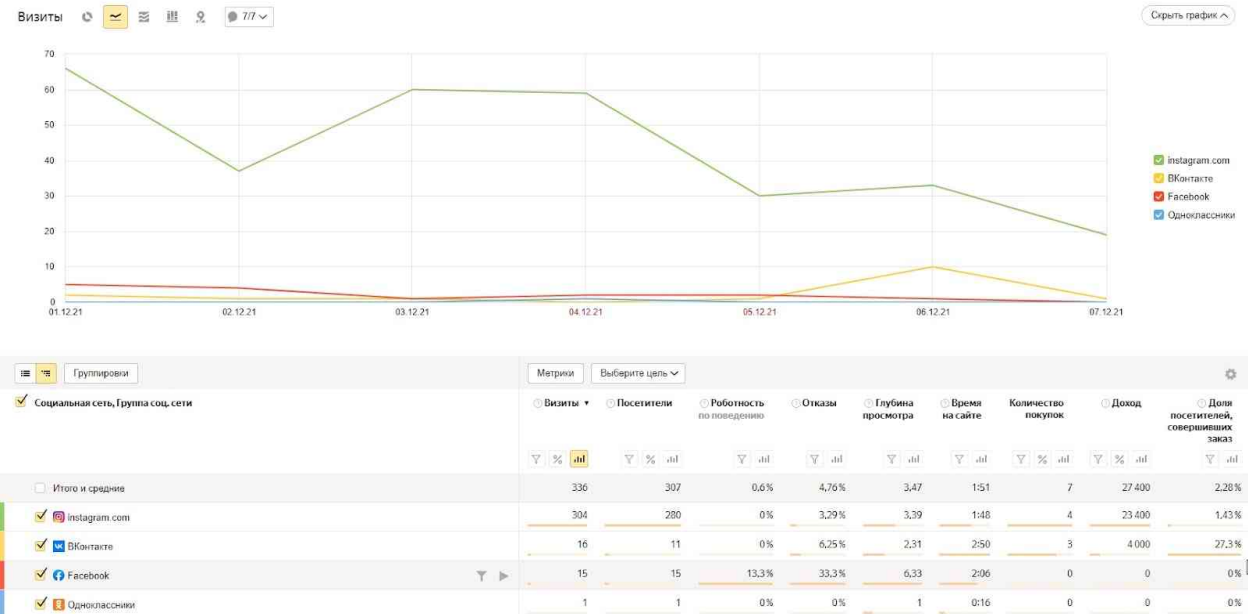 Визиты 7/7 Скрыть график
70
60
50
40
30
20
10
0
instagram.com
ВКонтакте
Facebook
Одноклассники
01.12.21 02.12.21 03.12.21 04.12.21 05.12.21 06.12.21 07.12.21
Группировки Метрики Выберите цель
Социальная сеть, Группа соц. сети
Визиты
Посетители
Роботность
по поведению
Отказы
Глубина
просмотра
Время
на сайте
Количество
покупок
Доход
Доля
посетителей,
совершивших
заказ
Итого и средние 336 307 0,6% 4,76% 3,47 1:51 7 27 400 2,28%
instagram.com 304 280 0% 3,29% 3,39 1:48 4 23 400 1,43%
ВКонтакте 16 11 0% 6,25% 2,31 2:50 3 4 000 27,3%
Facebook 15 15 13,3% 33,3% 6,33 2:06 0 0 0%
Одноклассники 1 1 0% 0% 1 0:16 0 0 0%